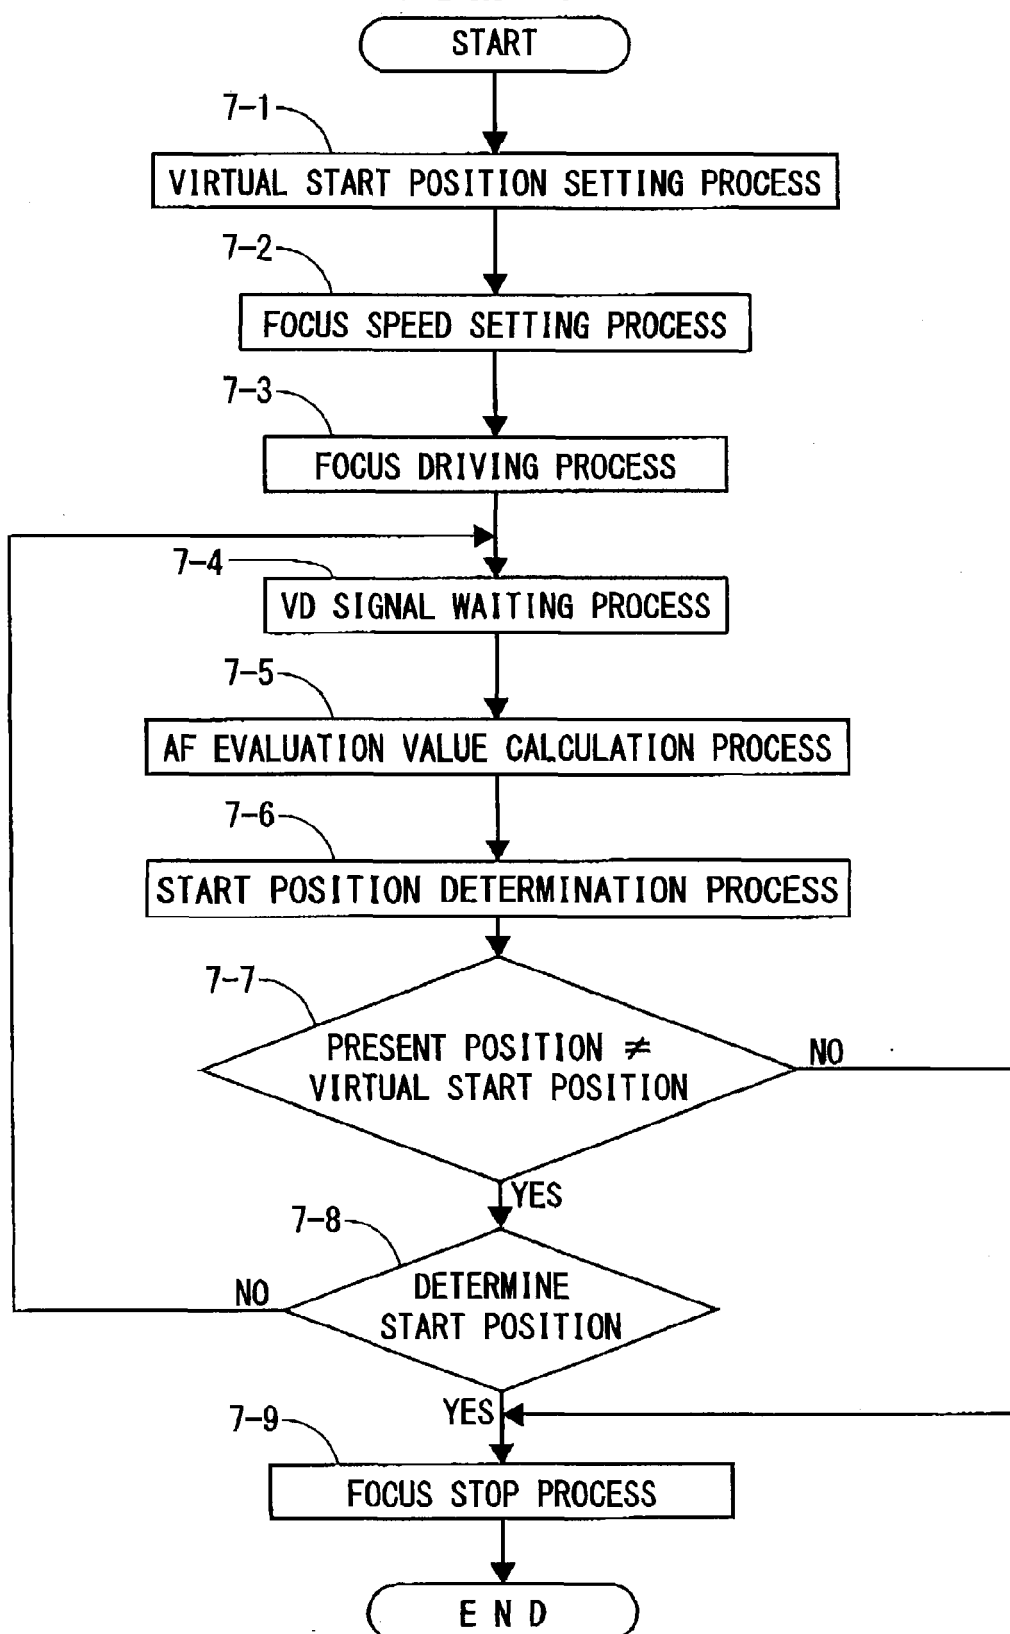 START
7-1
VIRTUAL START POSITION SETTING PROCESS
7-2
FOCUS SPEED SETTING PROCESS
7-3
FOCUS DRIVING PROCESS
7-4
VD SIGNAL WAITING PROCESS
7-5
AF EVALUATION VALUE CALCULATION PROCESS
7-6
START POSITION DETERMINATION PROCESS
7-7
PRESENT POSITION ≠
VIRTUAL START POSITION
NO
YES
7-8
DETERMINE
START POSITION
NO
YES
7-9
FOCUS STOP PROCESS
END